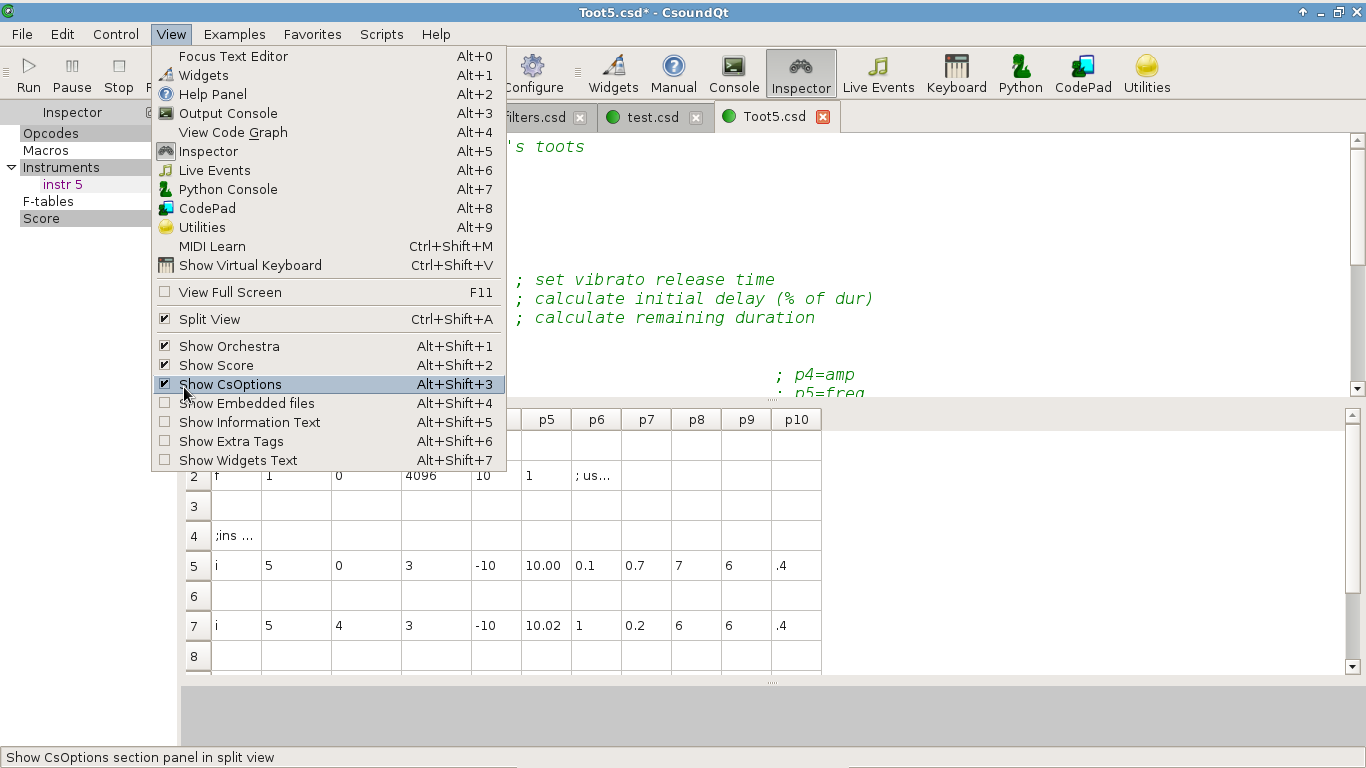 Toot5.csd* - CsoundQt
File Edit Control View Examples Favorites Scripts Help
Run Pause Stop Configure Widgets Manual Console Inspector Live Events Keyboard Python CodePad Utilities
Inspector
Opcodes
Macros
Instruments
instr 5
F-tables
Score
Focus Text Editor Alt+0
Widgets Alt+1
Help Panel Alt+2
Output Console Alt+3
View Code Graph Alt+4
Inspector Alt+5
Live Events Alt+6
Python Console Alt+7
CodePad Alt+8
Utilities Alt+9
MIDI Learn Ctrl+Shift+M
Show Virtual Keyboard Ctrl+Shift+V
View Full Screen F11
Split View Ctrl+Shift+A
Show Orchestra Alt+Shift+1
Show Score Alt+Shift+2
Show CsOptions Alt+Shift+3
Show Embedded files Alt+Shift+4
Show Information Text Alt+Shift+5
Show Extra Tags Alt+Shift+6
Show Widgets Text Alt+Shift+7
filters.csd test.csd Toot5.csd
's toots
; set vibrato release time
; calculate initial delay (% of dur)
; calculate remaining duration
; p4=amp
; p5=freq
p5 p6 p7 p8 p9 p10
2 f 1 0 4096 10 1 ; us...
3
4 ;ins ...
5 i 5 0 3 -10 10.00 0.1 0.7 7 6 .4
6
7 i 5 4 3 -10 10.02 1 0.2 6 6 .4
8
Show CsOptions section panel in split view